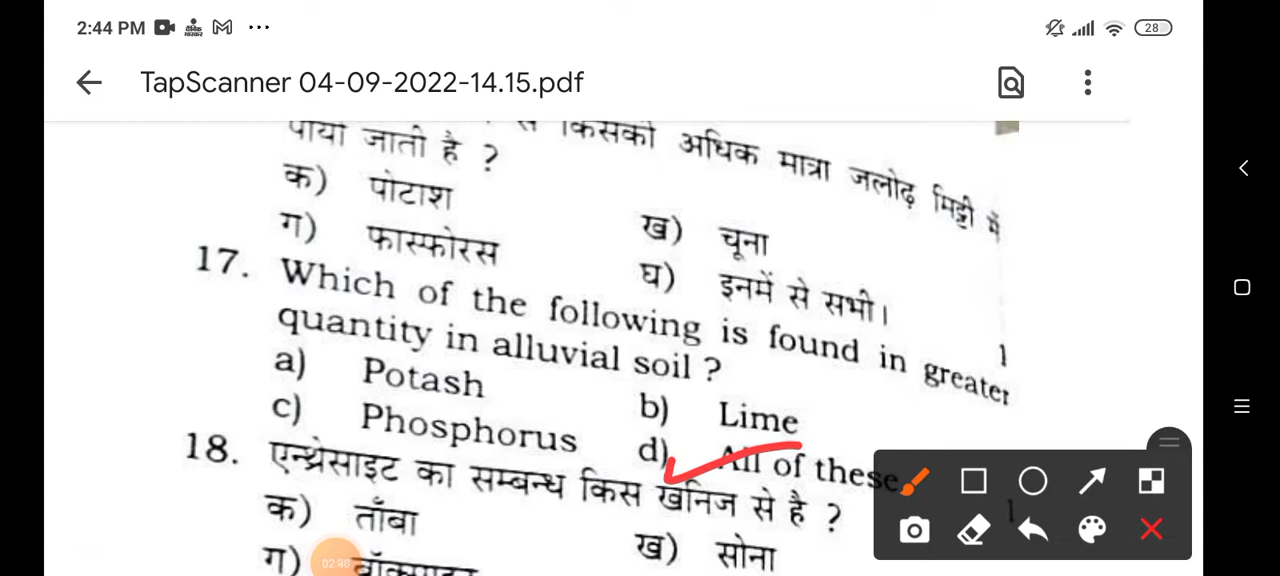 2:44 PM
28
TapScanner 04-09-2022-14.15.pdf
किसकी अधिक मात्रा जलोढ़ मिट्टी में
पायी जाती है ?
क) पोटाश
ख) चूना
ग) फास्फोरस
घ) इनमें से सभी।
1
17. Which of the following is found in greater
quantity in alluvial soil ?
a) Potash
b) Lime
c) Phosphorus
d) All of these
18. एन्थ्रेसाइट का सम्बन्ध किस खनिज से है ?
1
क) ताँबा
ख) सोना
ग)